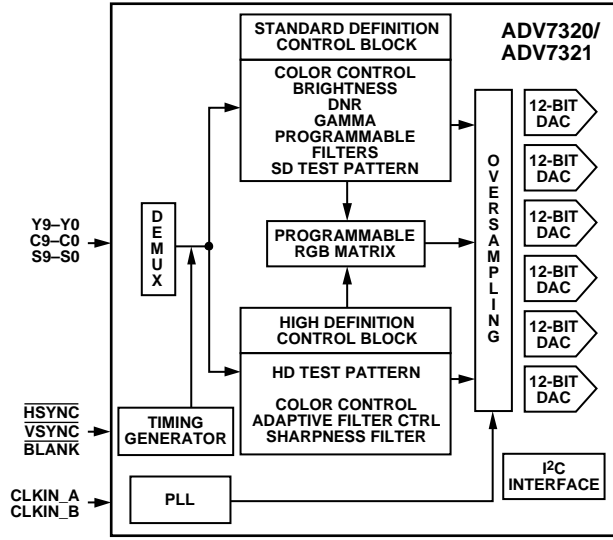 STANDARD DEFINITION
CONTROL BLOCK
COLOR CONTROL
BRIGHTNESS
DNR
GAMMA
PROGRAMMABLE
FILTERS
SD TEST PATTERN
ADV7320/
ADV7321
Y9–Y0
C9–C0
S9–S0
DEMUX
PROGRAMMABLE
RGB MATRIX
OVERSAMPLING
12-BIT
DAC
12-BIT
DAC
12-BIT
DAC
12-BIT
DAC
12-BIT
DAC
12-BIT
DAC
HIGH DEFINITION
CONTROL BLOCK
HD TEST PATTERN
COLOR CONTROL
ADAPTIVE FILTER CTRL
SHARPNESS FILTER
HSYNC
VSYNC
BLANK
TIMING
GENERATOR
CLKIN_A
CLKIN_B
PLL
I²C
INTERFACE